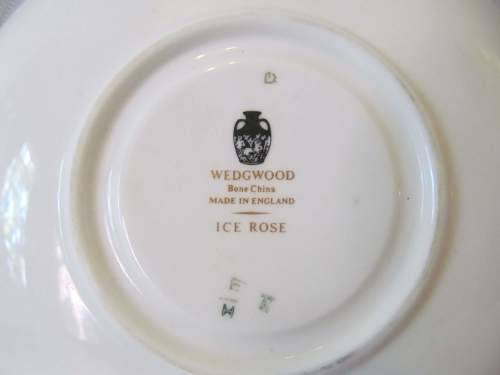 WEDGWOOD
Bone China
MADE IN ENGLAND
ICE ROSE